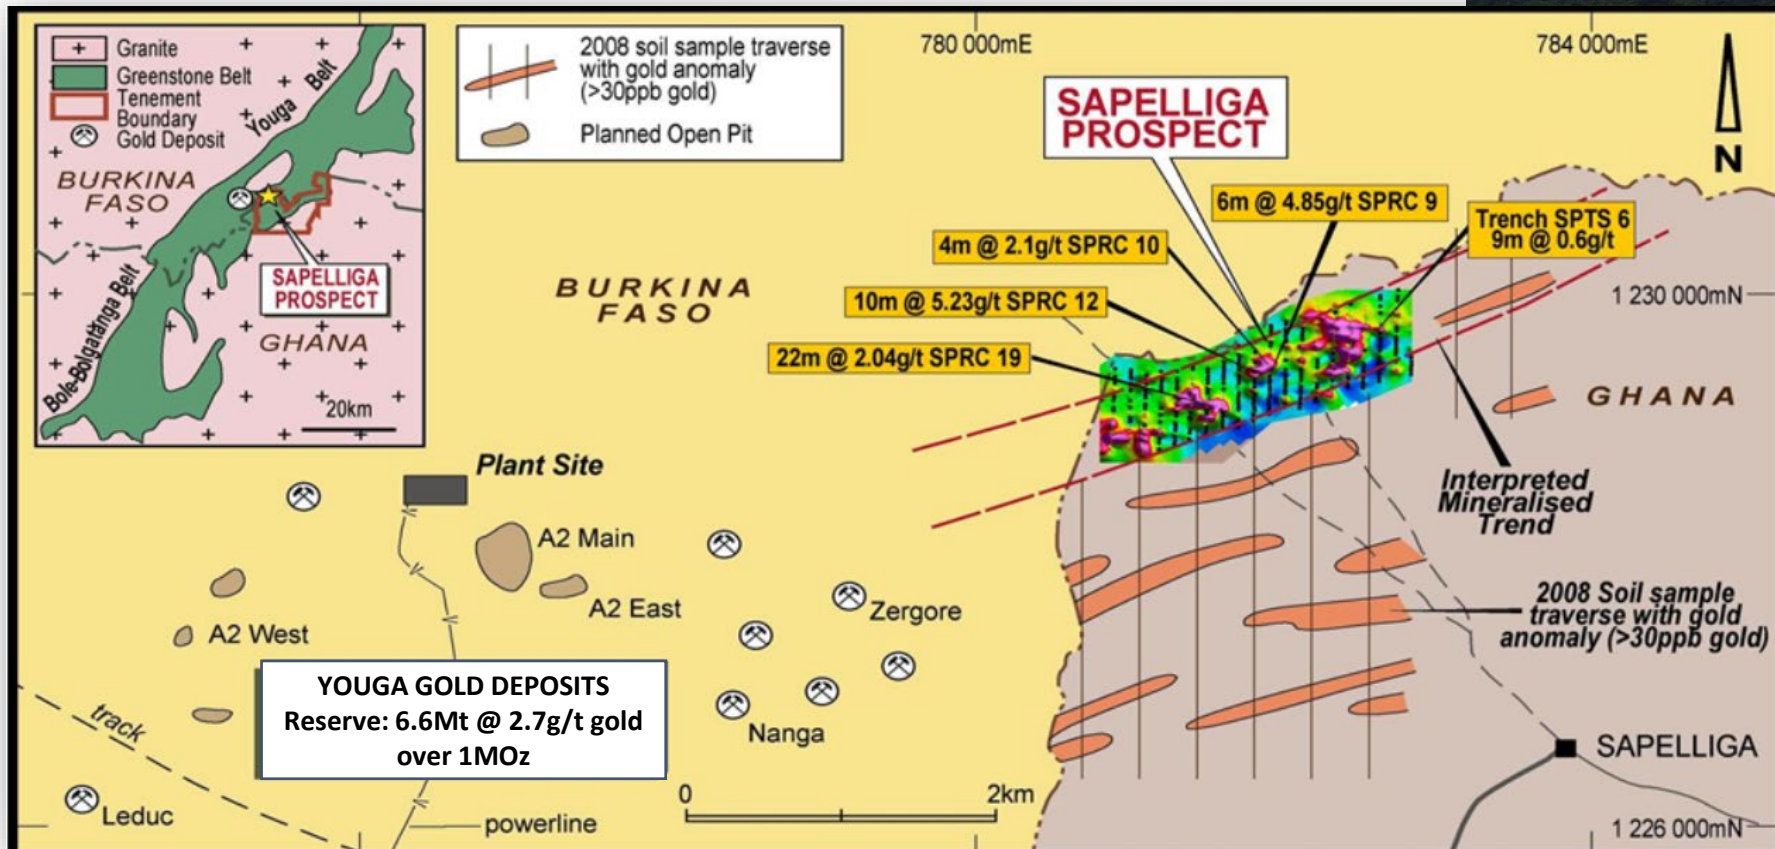 Granite
Greenstone Belt
Tenement
Boundary
Gold Deposit
Youga Belt
BURKINA
FASO
SAPELLIGA
PROSPECT
GHANA
Bole-Bolgatanga Belt
20km
2008 soil sample traverse
with gold anomaly
(>30ppb gold)
Planned Open Pit
780 000mE
784 000mE
N
SAPELLIGA
PROSPECT
6m @ 4.85g/t SPRC 9
Trench SPTS 6
9m @ 0.6g/t
4m @ 2.1g/t SPRC 10
10m @ 5.23g/t SPRC 12
22m @ 2.04g/t SPRC 19
BURKINA
FASO
1 230 000mN
GHANA
Interpreted
Mineralised
Trend
Plant Site
A2 Main
A2 East
A2 West
Zergore
Nanga
2008 Soil sample
traverse with gold
anomaly (>30ppb gold)
YOUGA GOLD DEPOSITS
Reserve: 6.6Mt @ 2.7g/t gold
over 1MOz
track
Leduc
powerline
0
2km
SAPELLIGA
1 226 000mN